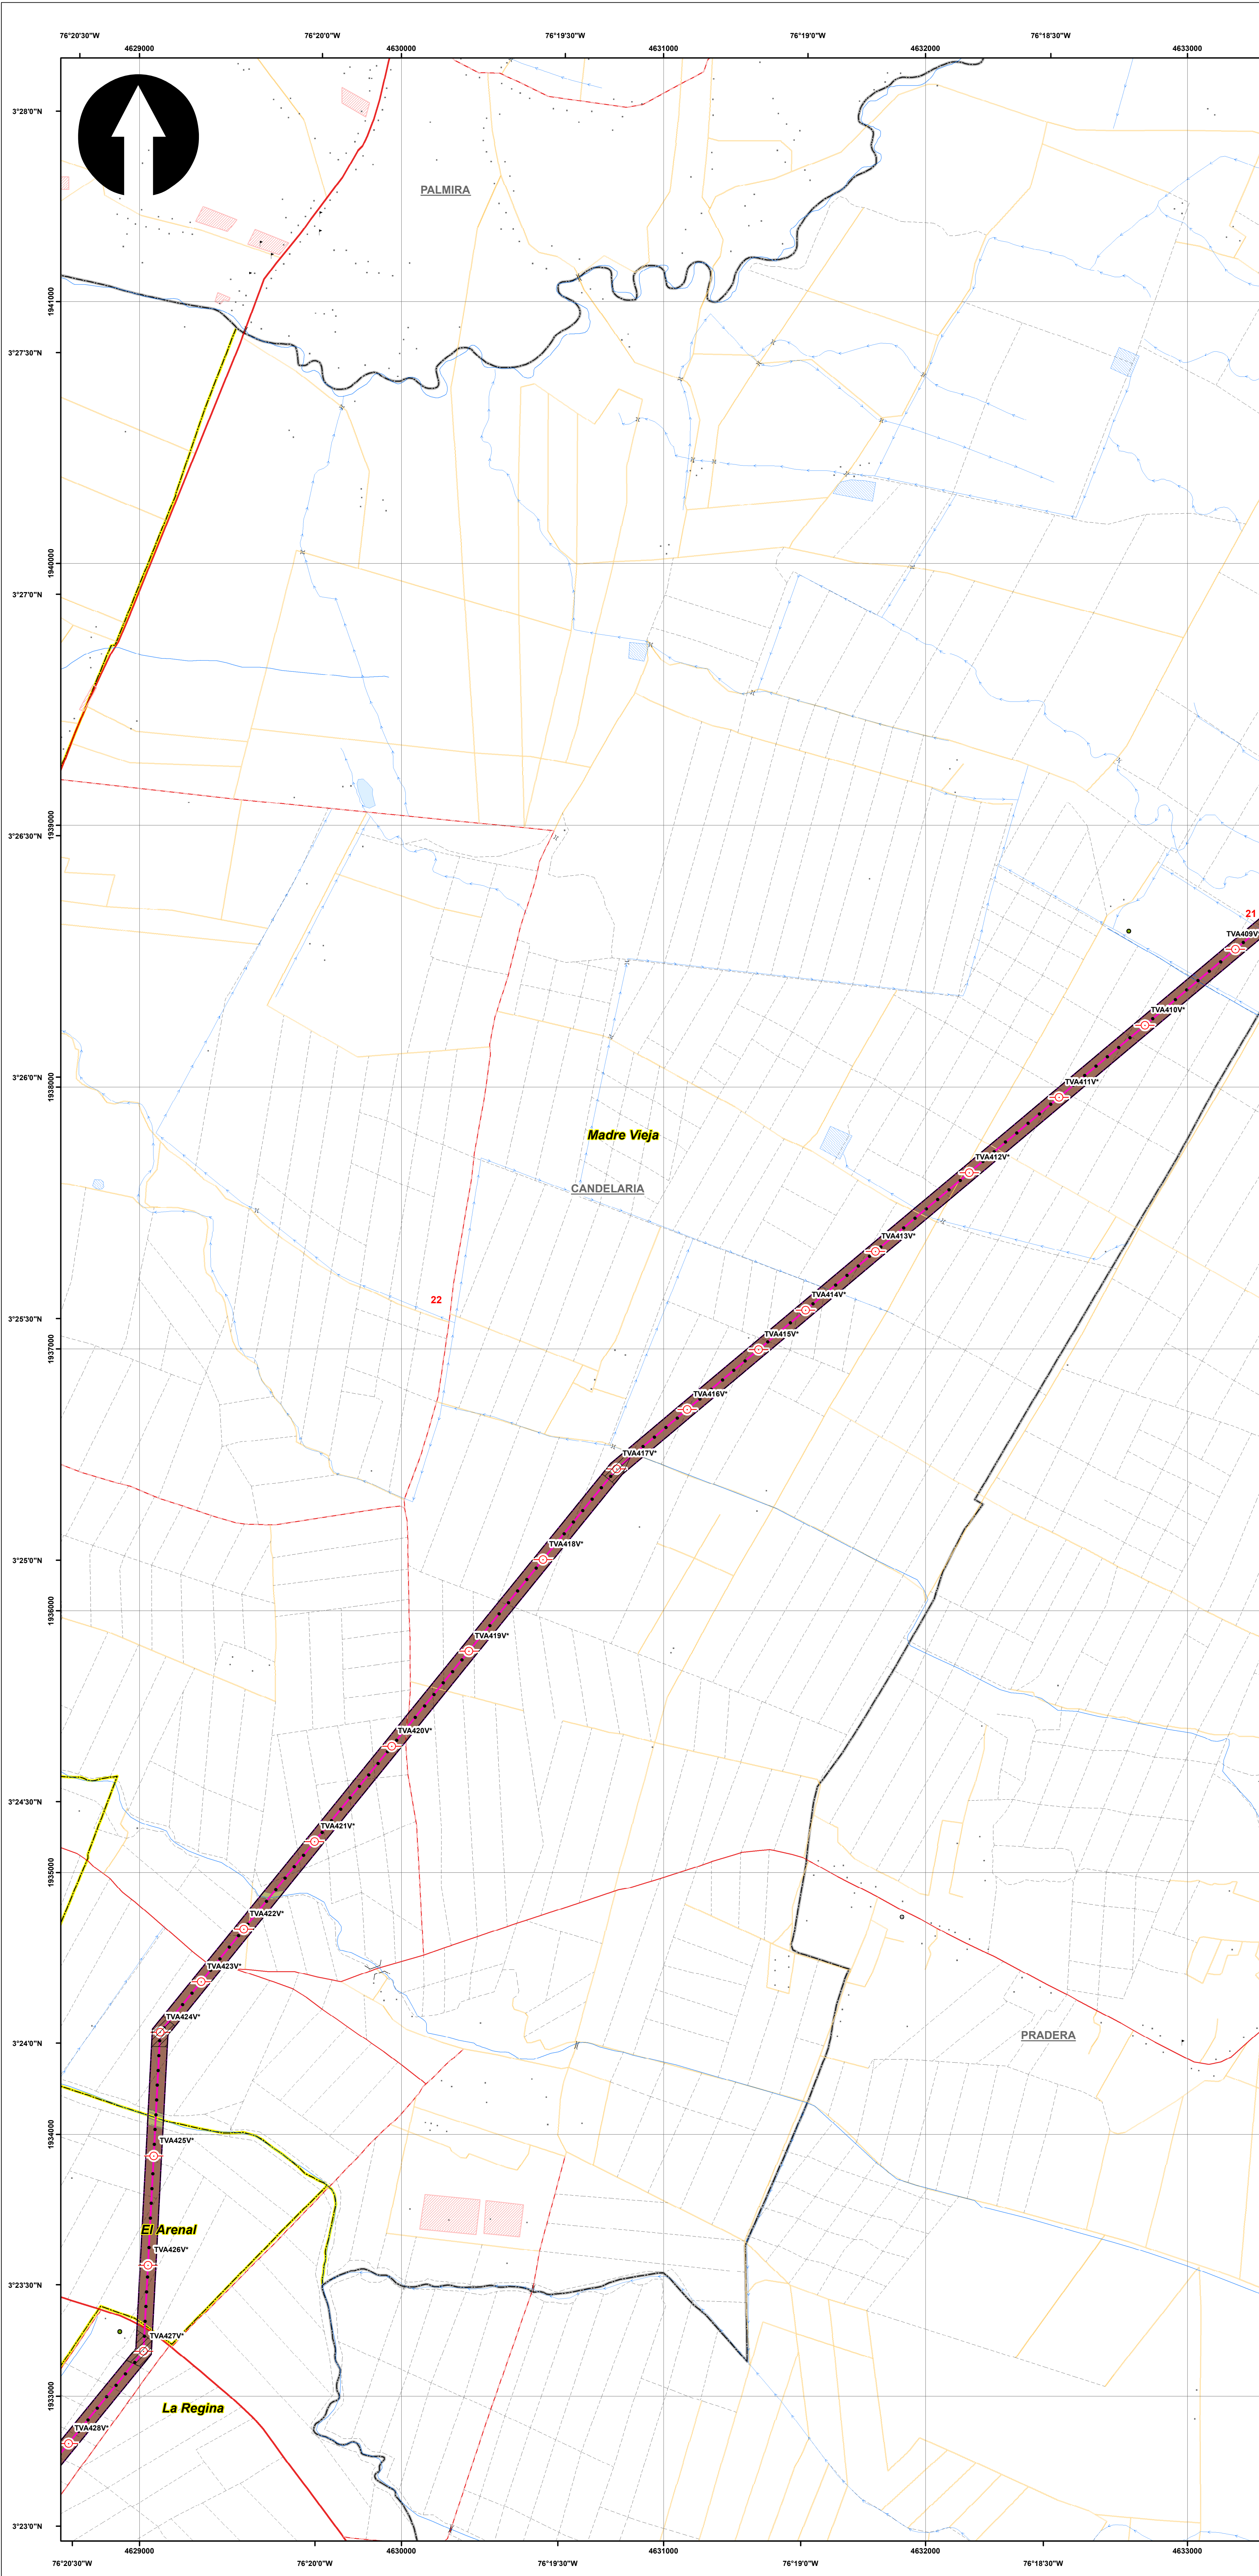 76°20'30"W 76°20'0"W 76°19'30"W 76°19'0"W 76°18'30"W
4629000 4630000 4631000 4632000 4633000
3°28'0"N
PALMIRA
1941000
3°27'30"N
1940000
3°27'0"N
1939000
3°26'30"N
21
TVA409V*
TVA410V*
3°26'0"N
1938000
TVA411V*
Madre Vieja
TVA412V*
CANDELARIA
TVA413V*
TVA414V*
22
3°25'30"N
TVA415V*
1937000
TVA416V*
TVA417V*
TVA418V*
3°25'0"N
1936000
TVA419V*
TVA420V*
3°24'30"N
TVA421V*
1935000
TVA422V*
TVA423V*
TVA424V*
PRADERA
3°24'0"N
1934000
TVA425V*
El Arenal
TVA426V*
3°23'30"N
TVA427V*
1933000
La Regina
TVA428V*
3°23'0"N
4629000 4630000 4631000 4632000 4633000
76°20'30"W 76°20'0"W 76°19'30"W 76°19'0"W 76°18'30"W